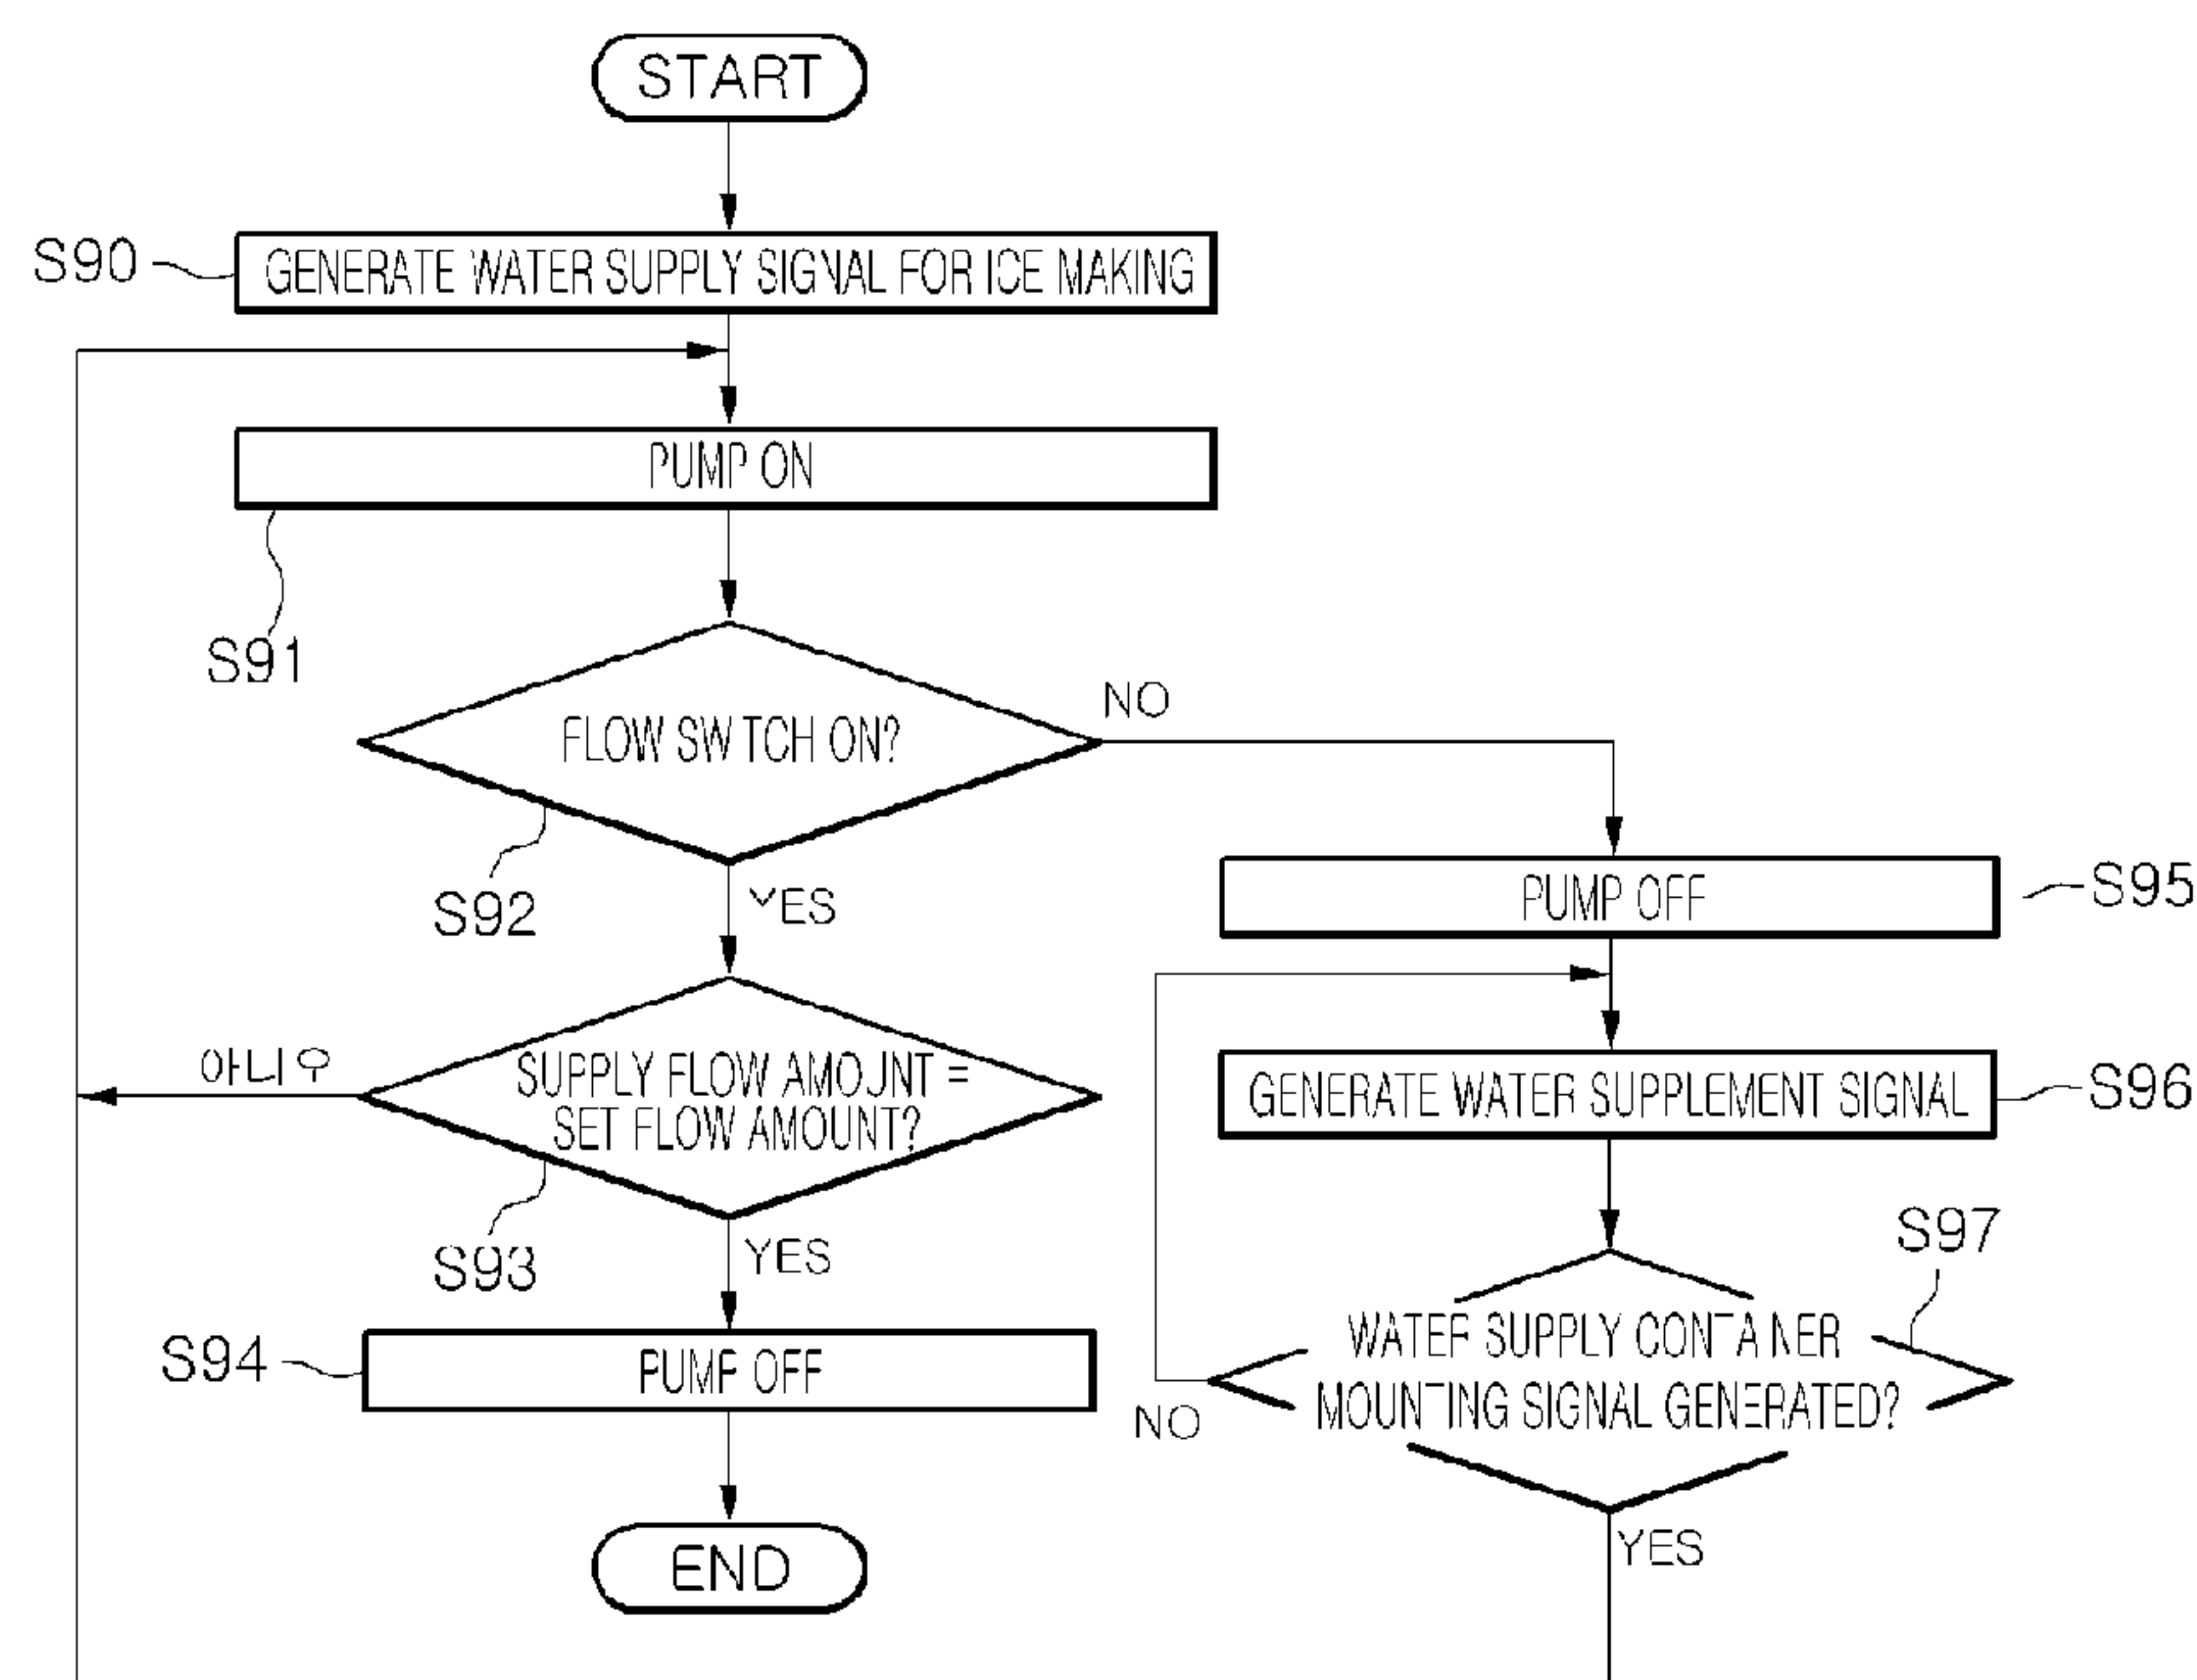 START
S90
GENERATE WATER SUPPLY SIGNAL FOR ICE MAKING
PUMP ON
S91
FLOW SWITCH ON?
NO
S92
YES
PUMP OFF
S95
아니오
SUPPLY FLOW AMOUNT =
SET FLOW AMOUNT?
GENERATE WATER SUPPLEMENT SIGNAL
S96
S93
YES
S97
S94
PUMP OFF
WATER SUPPLY CONTAINER
MOUNTING SIGNAL GENERATED?
NO
END
YES